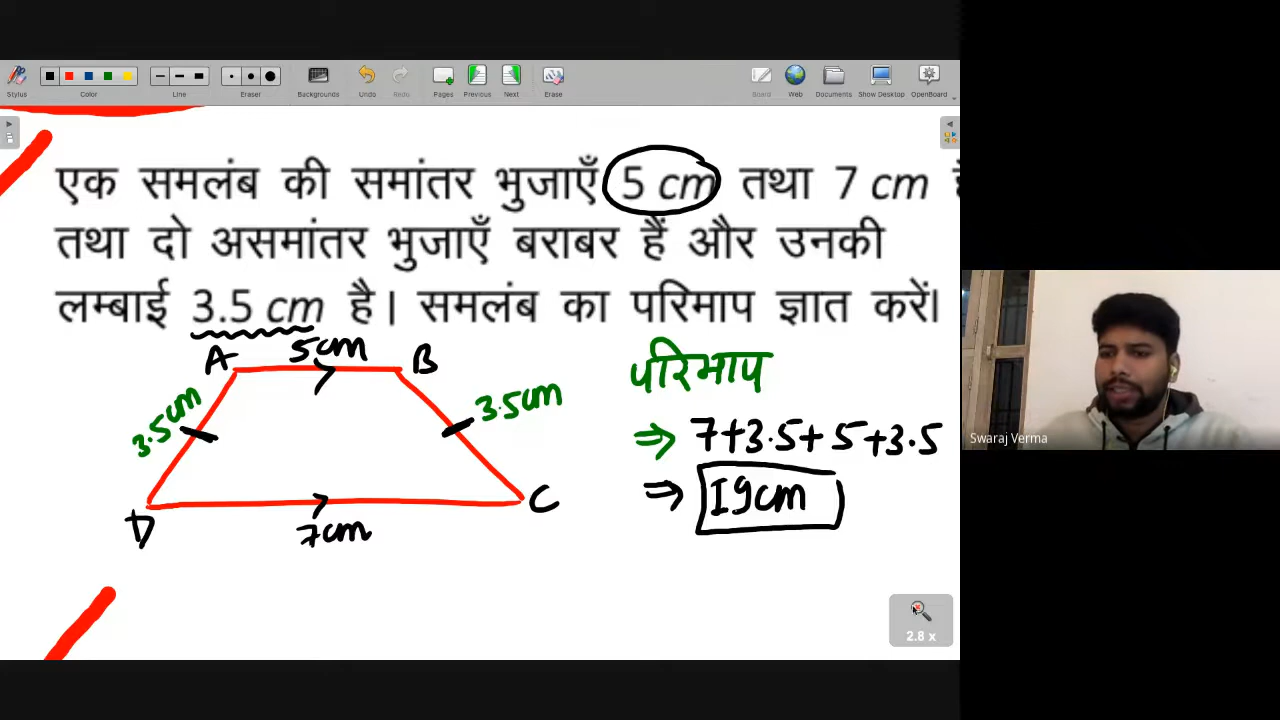 Stylus Color Line Eraser Backgrounds Undo Redo Pages Previous Next Erase Board Web Documents Show Desktop OpenBoard
एक समलंब की समांतर भुजाएँ 5 cm तथा 7 cm
तथा दो असमांतर भुजाएँ बराबर हैं और उनकी
लम्बाई 3.5 cm है। समलंब का परिमाप ज्ञात करें।
A 5cm B
3.5cm 3.5cm
D 7cm C
परिमाप
⇒ 7+3.5+5+3.5
⇒ 19cm
Swaraj Verma
2.8 x